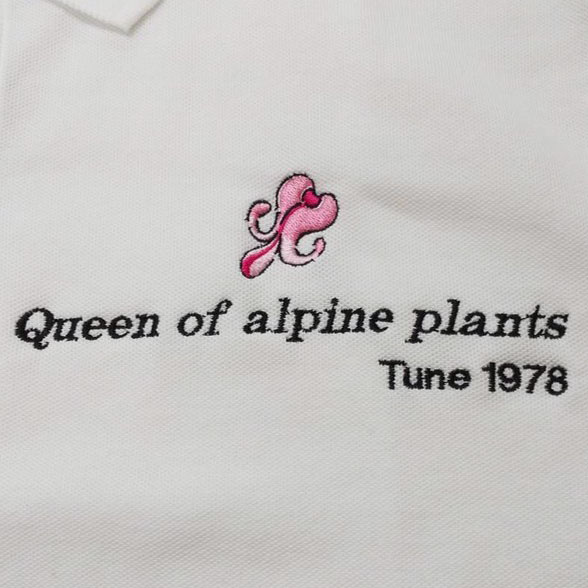 Queen of alpine plants
Tune 1978